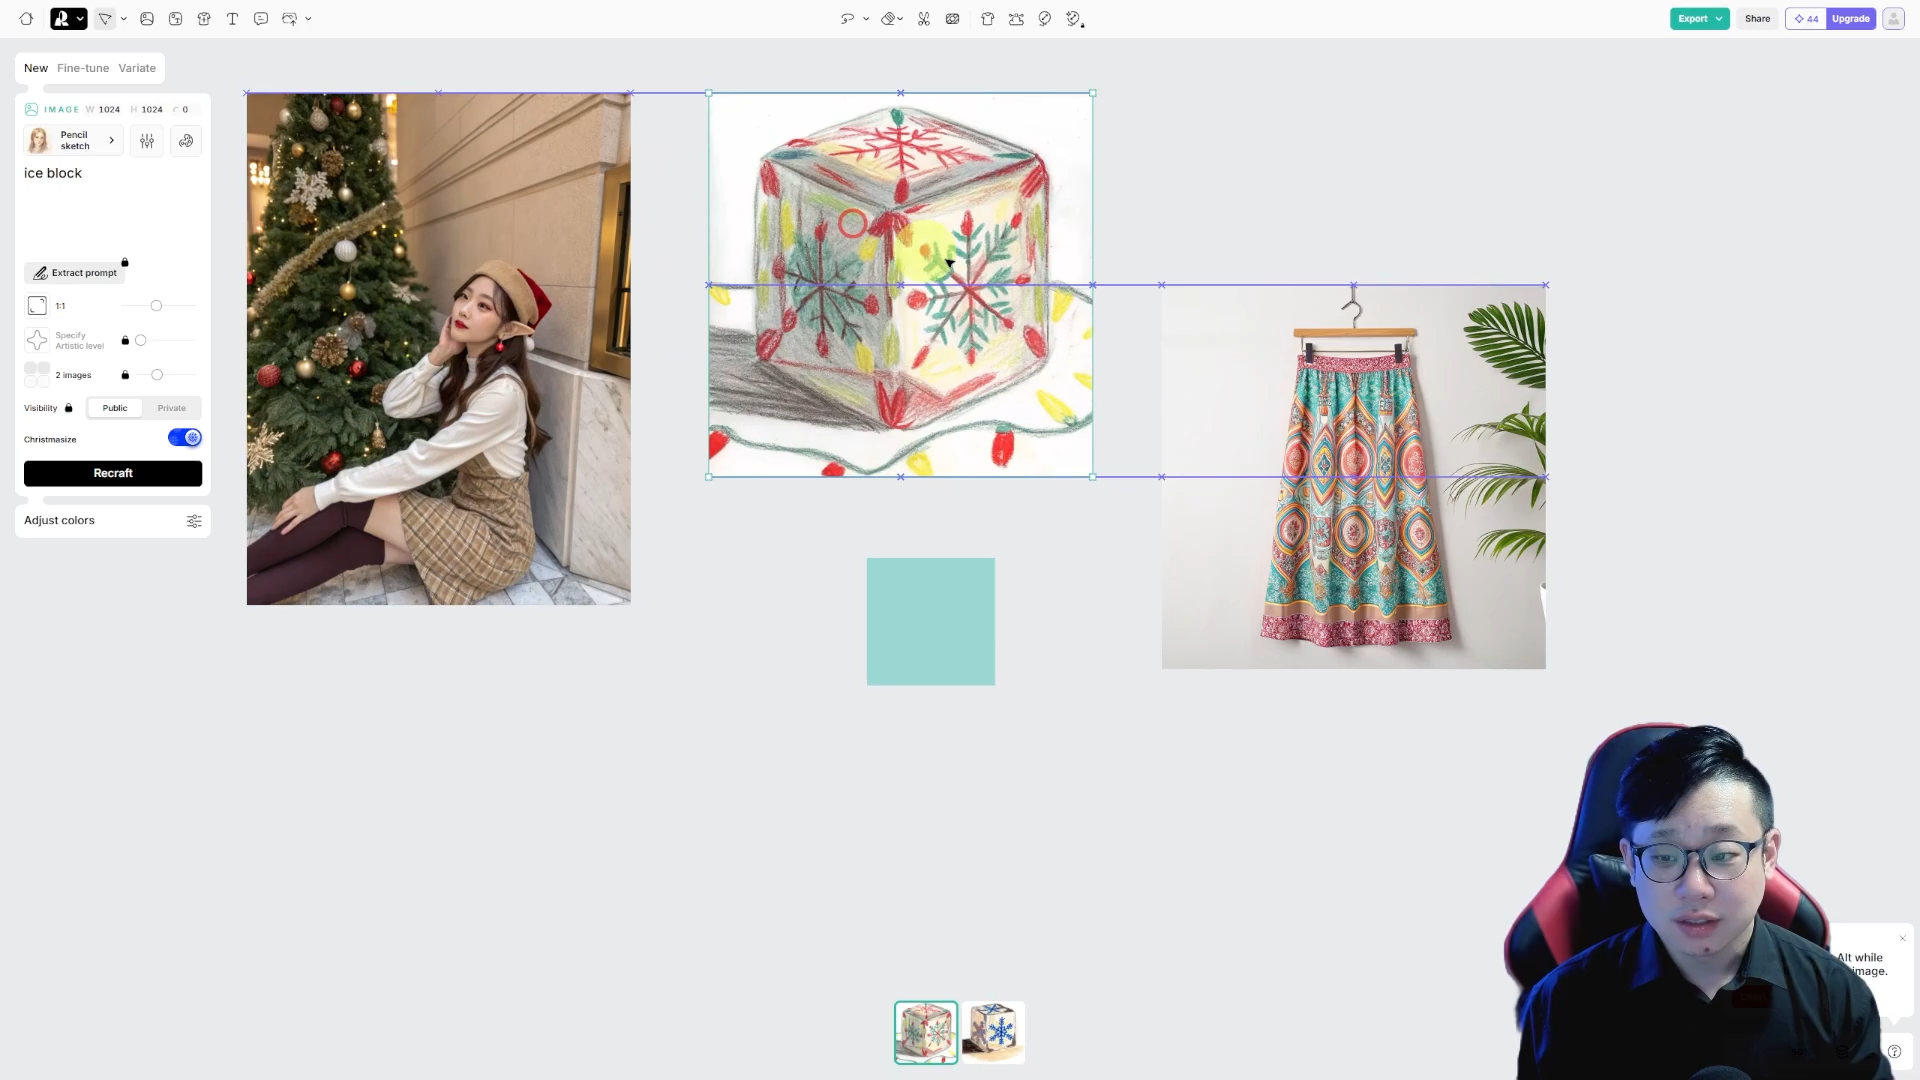 Export
Share
44
Upgrade
New
Fine-tune
Variate
IMAGE W 1024 H 1024 0
Pencil
sketch
ice block
Extract prompt
1:1
Specify
Artistic level
2 images
Visibility
Public
Private
Christmasize
Recraft
Adjust colors
Alt while
image.